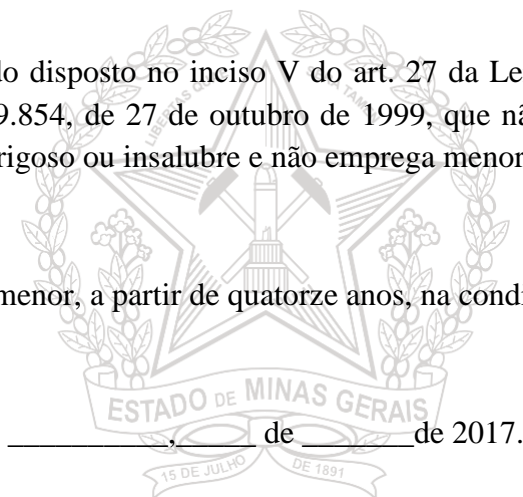 do disposto no inciso V do art. 27 da Le
9.854, de 27 de outubro de 1999, que nã
rigoso ou insalubre e não emprega menor
menor, a partir de quatorze anos, na condi
ESTADO DE MINAS GERAIS
__________,_____ de _______de 2017.
15 DE JULHO DE 1891